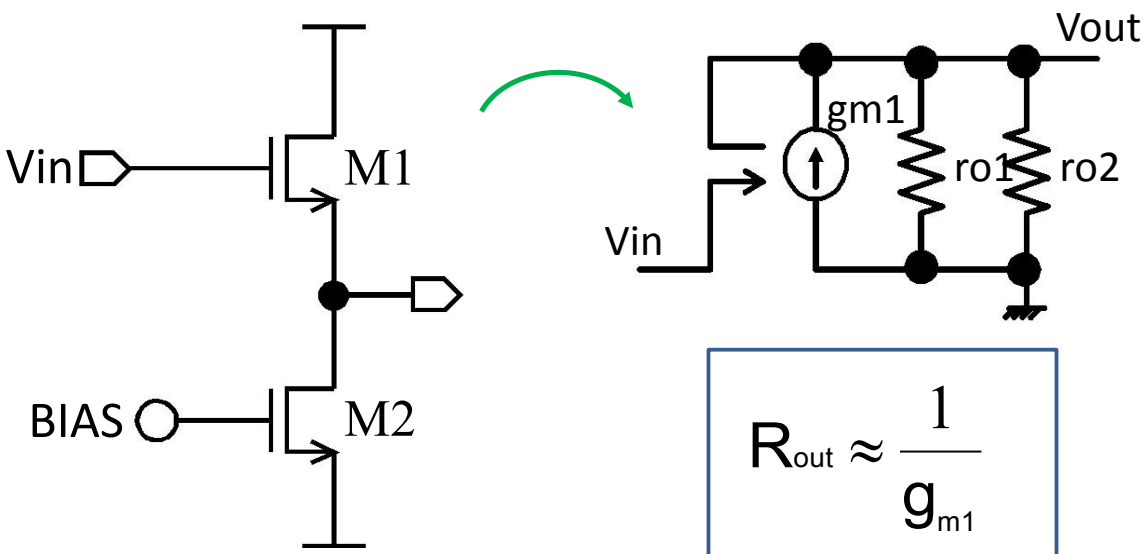 Vin
M1
BIAS
M2
Vout
gm1
ro1
ro2
Vin
Rout ≈ 1
gm1